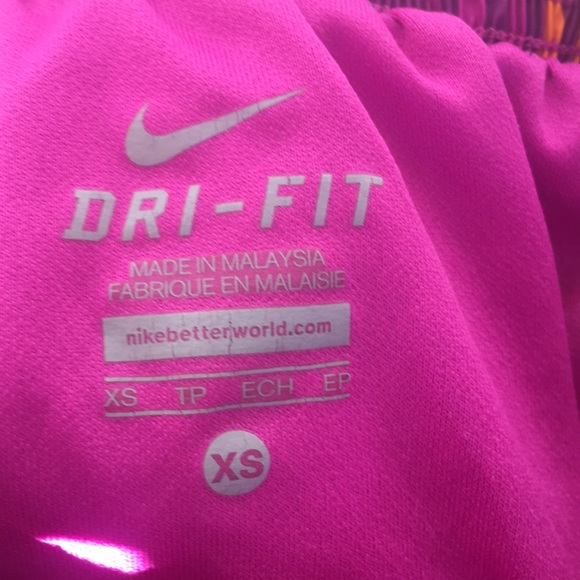 DRI-FIT
MADE IN MALAYSIA
FABRIQUE EN MALAISIE
nikebetterworld.com
XS TP ECH EP
XS